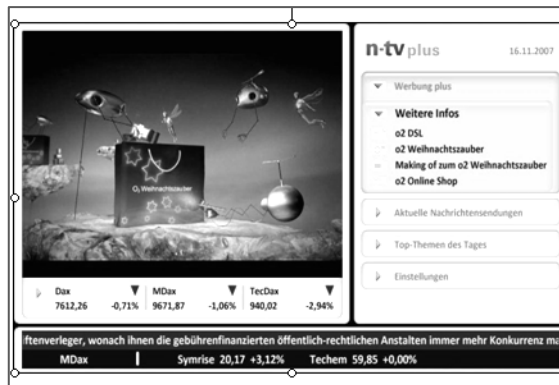 n-tv plus 16.11.2007
Werbung plus
Weitere Infos
o2 DSL
o2 Weihnachtszauber
Making of zum o2 Weihnachtszauber
o2 Online Shop
Aktuelle Nachrichtensendungen
Top-Themen des Tages
Einstellungen
O₂ Weihnachtszauber
Dax MDax TecDax
7612,26 -0,71% 9671,87 -1,06% 940,02 -2,94%
ftenverleger, wonach ihnen die gebührenfinanzierten öffentlich-rechtlichen Anstalten immer mehr Konkurrenz ma
MDax Symrise 20,17 +3,12% Techem 59,85 +0,00%